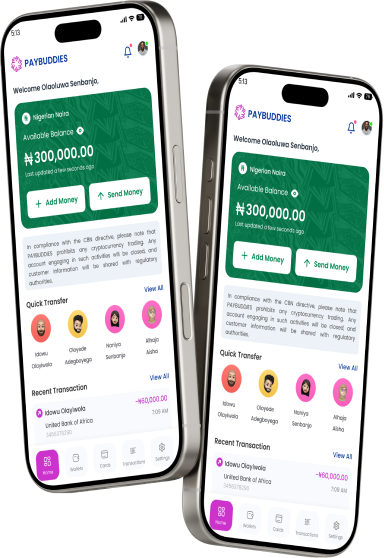 5:13
PAYBUDDIES
Welcome Olaoluwa Senbanjo,
Nigerian Naira
Available Balance
₦300,000.00
Last updated a few seconds ago
+ Add Money
↑ Send Money
In compliance with the CBN directive, please note that
PAYBUDDIES prohibits any cryptocurrency trading. Any
account engaging in such activities will be closed, and
customer information will be shared with regulatory
authorities.
Quick Transfer
View All
Idowu
Olayiwola
Olayede
Adegboyega
Naniya
Senbanjo
Alhaja
Aisha
Recent Transaction
View All
Idowu Olayiwola
-₦60,000.00
United Bank of Africa
7:08 AM
Home
Wallets
Cards
Transactions
Settings
5:13
PAYBUDDIES
Welcome Olaoluwa Senbanjo,
Nigerian Naira
Available Balance
₦300,000.00
Last updated a few seconds ago
+ Add Money
↑ Send Money
In compliance with the CBN directive, please note that
PAYBUDDIES prohibits any cryptocurrency trading. Any
account engaging in such activities will be closed, and
customer information will be shared with regulatory
authorities.
Quick Transfer
View All
Idowu
Olayiwola
Olayede
Adegboyega
Naniya
Senbanjo
Alhaja
Aisha
Recent Transaction
View All
Idowu Olayiwola
-₦60,000.00
United Bank of Africa
7:08 AM
Home
Wallets
Cards
Transactions
Settings